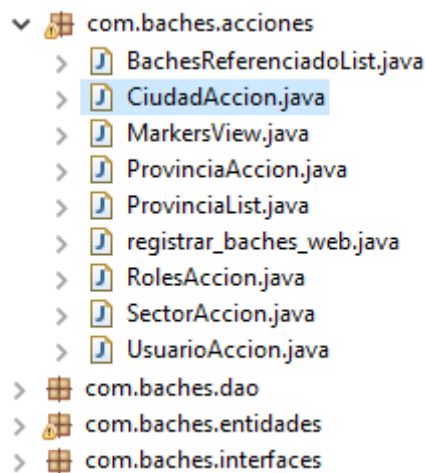 com.baches.acciones
BachesReferenciadoList.java
CiudadAccion.java
MarkersView.java
ProvinciaAccion.java
ProvinciaList.java
registrar_baches_web.java
RolesAccion.java
SectorAccion.java
UsuarioAccion.java
com.baches.dao
com.baches.entidades
com.baches.interfaces